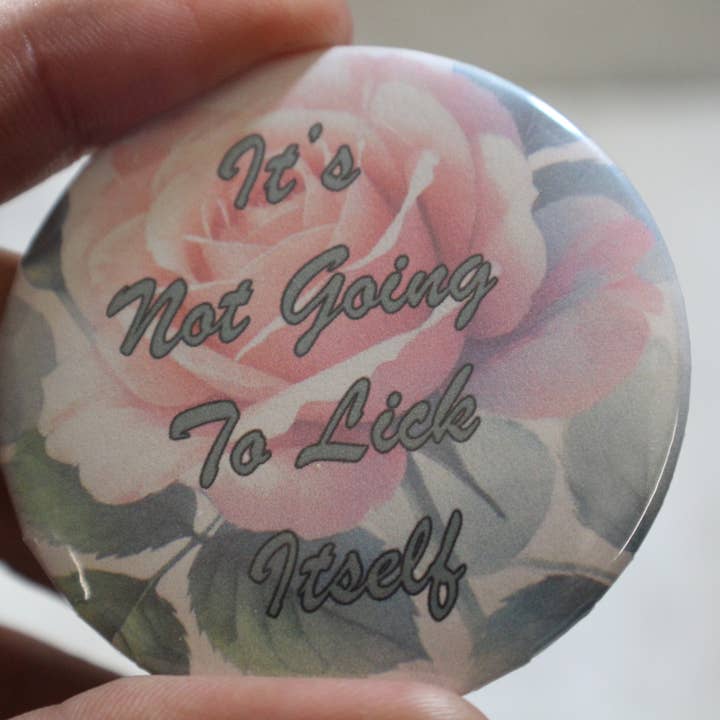 It's
Not Going
To Lick
Itself